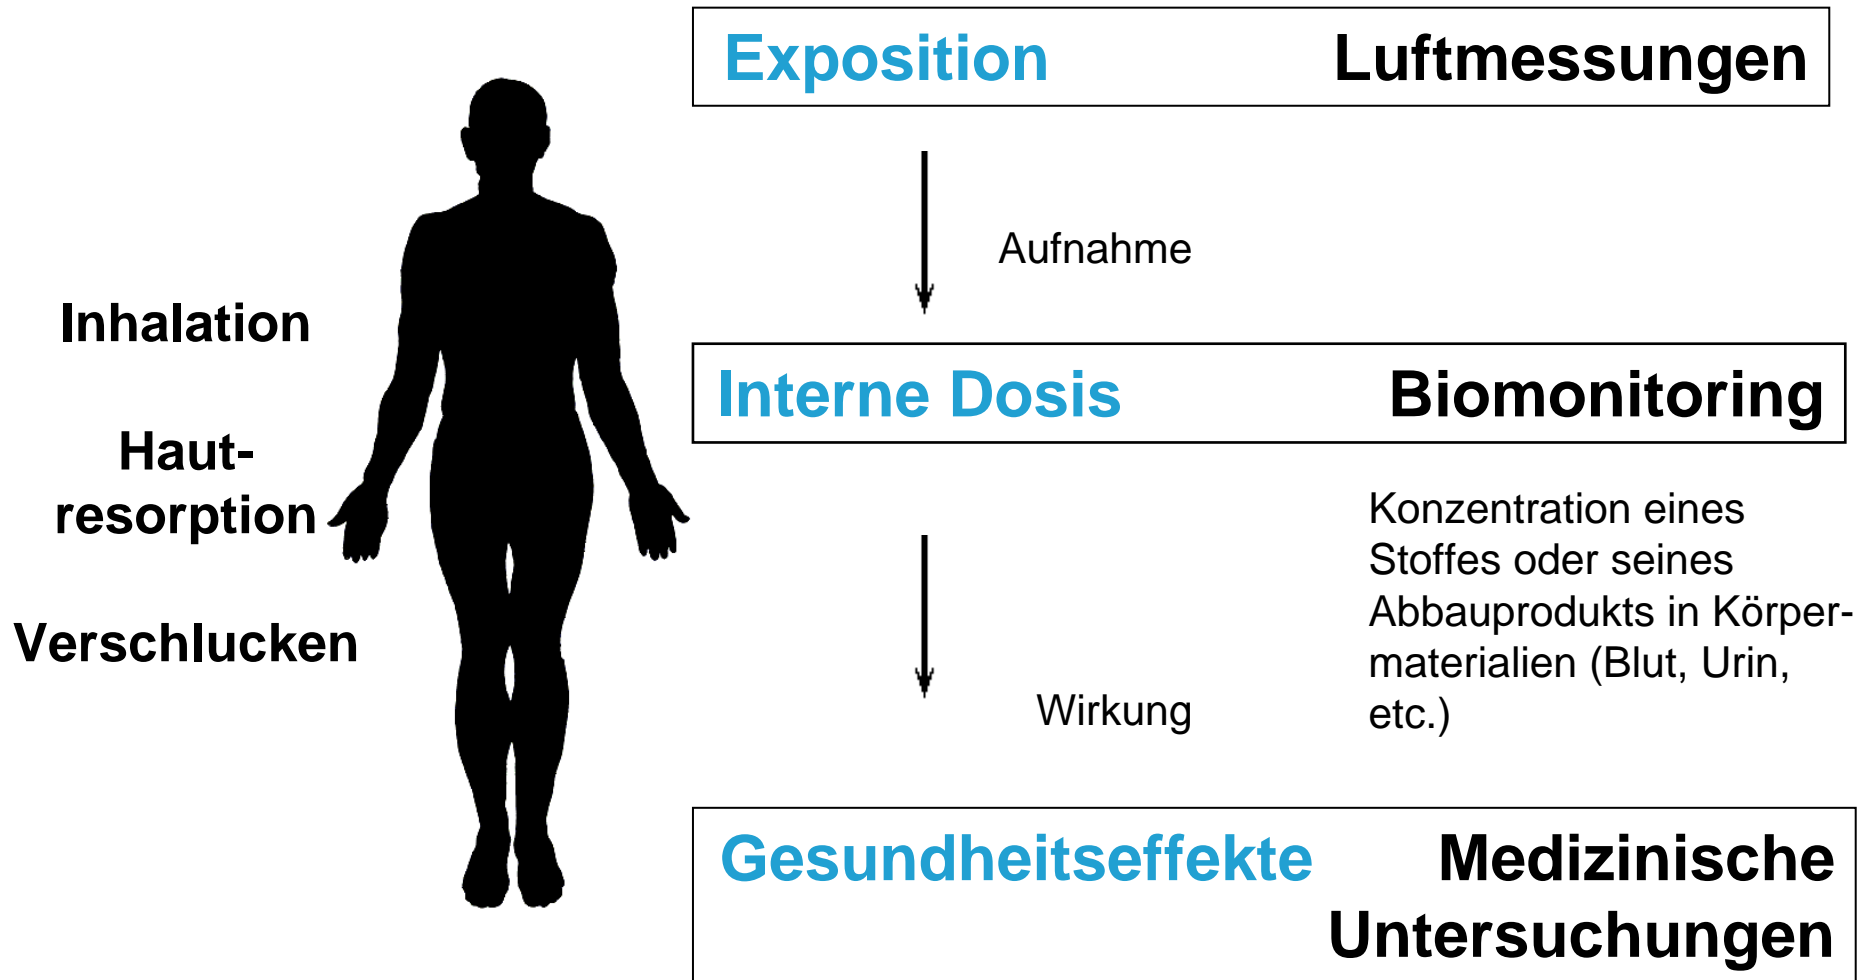 Exposition Luftmessungen
Aufnahme
Inhalation
Interne Dosis Biomonitoring
Haut-
resorption
Konzentration eines
Stoffes oder seines
Abbauprodukts in Körper-
materialien (Blut, Urin,
etc.)
Verschlucken
Wirkung
Gesundheitseffekte Medizinische
Untersuchungen